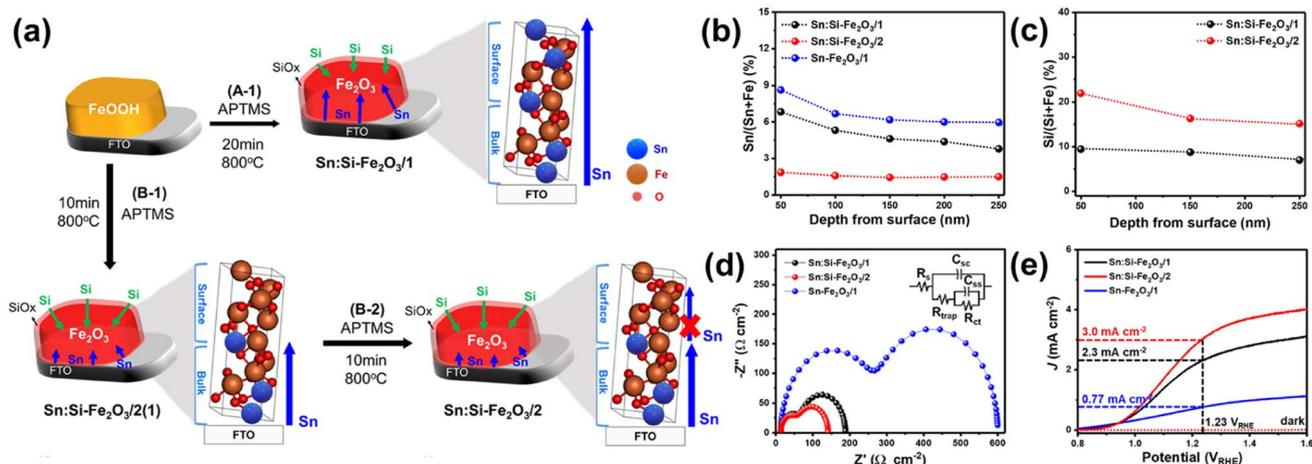 (a)
FeOOH
FTO
(A-1)
APTMS
20min
800°C
SiOx
Si
Si
Si
Fe2O3
Sn
Sn
FTO
Sn:Si-Fe2O3/1
Surface
Bulk
FTO
Sn
Sn
Fe
O
10min
800°C
(B-1)
APTMS
SiOx
Si
Si
Si
Fe2O3
Sn
Sn
FTO
Sn:Si-Fe2O3/2(1)
Surface
Bulk
FTO
Sn
(B-2)
APTMS
10min
800°C
SiOx
Si
Si
Si
Fe2O3
Sn
Sn
FTO
Sn:Si-Fe2O3/2
Surface
Bulk
FTO
Sn
Sn
(b)
Sn/(Sn+Fe) (%)
15
12
9
6
3
0
Sn:Si-Fe2O3/1
Sn:Si-Fe2O3/2
Sn-Fe2O3/1
50 100 150 200 250
Depth from surface (nm)
(c)
Si/(Si+Fe) (%)
40
30
20
10
0
Sn:Si-Fe2O3/1
Sn:Si-Fe2O3/2
50 100 150 200 250
Depth from surface (nm)
(d)
-Z'' (Ω cm-2)
300
250
200
150
100
50
0
Sn:Si-Fe2O3/1
Sn:Si-Fe2O3/2
Sn-Fe2O3/1
Rs
Csc
Css
Rtrap
Rct
0 100 200 300 400 500 600
Z' (Ω cm-2)
(e)
J (mA cm-2)
6
4
2
0
Sn:Si-Fe2O3/1
Sn:Si-Fe2O3/2
Sn-Fe2O3/1
3.0 mA cm-2
2.3 mA cm-2
0.77 mA cm-2
1.23 VRHE
dark
0.8 1.0 1.2 1.4 1.6
Potential (VRHE)